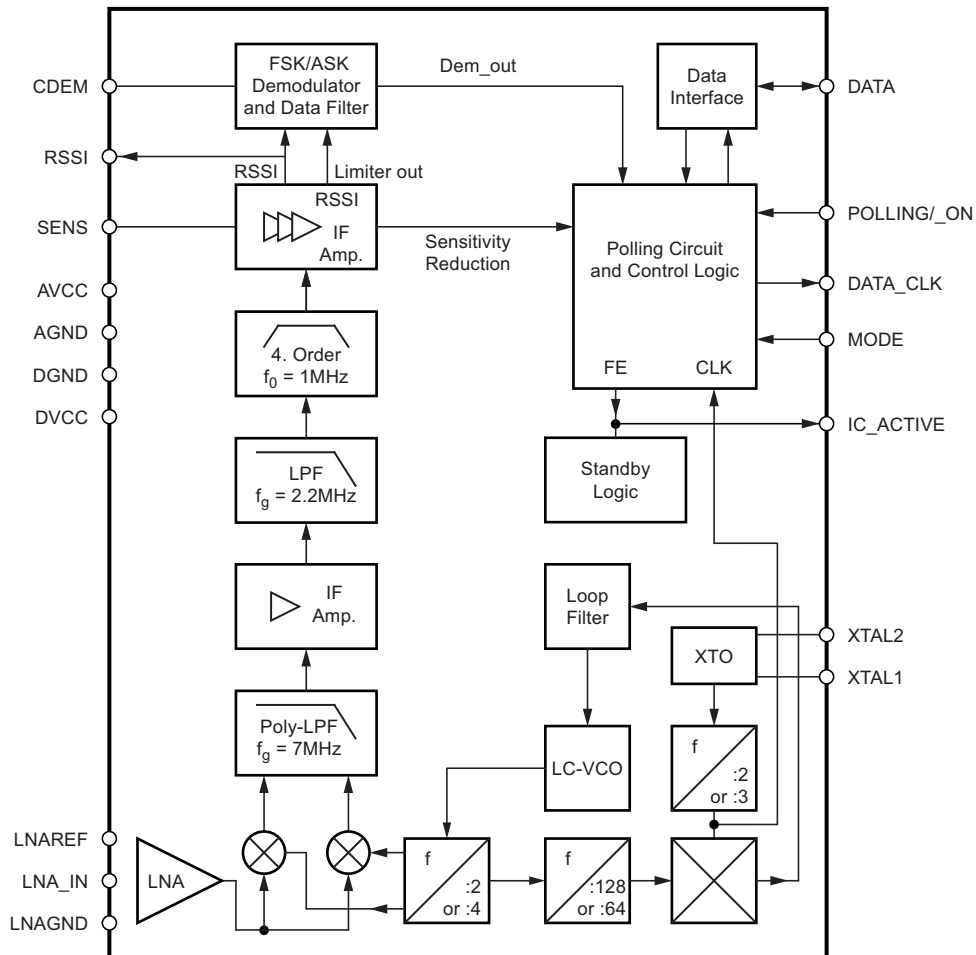 CDEM
FSK/ASK
Demodulator
and Data Filter
Dem_out
Data
Interface
DATA
RSSI
RSSI
Limiter out
SENS
RSSI
IF
Amp.
Sensitivity
Reduction
Polling Circuit
and Control Logic
FE
CLK
POLLING/_ON
DATA_CLK
MODE
IC_ACTIVE
AVCC
AGND
DGND
DVCC
4. Order
f0 = 1MHz
Standby
Logic
LPF
fg = 2.2MHz
IF
Amp.
Loop
Filter
XTO
XTAL2
XTAL1
Poly-LPF
fg = 7MHz
LC-VCO
f
:2
or :3
LNAREF
LNA_IN
LNAGND
LNA
f
:2
or :4
f
:128
or :64